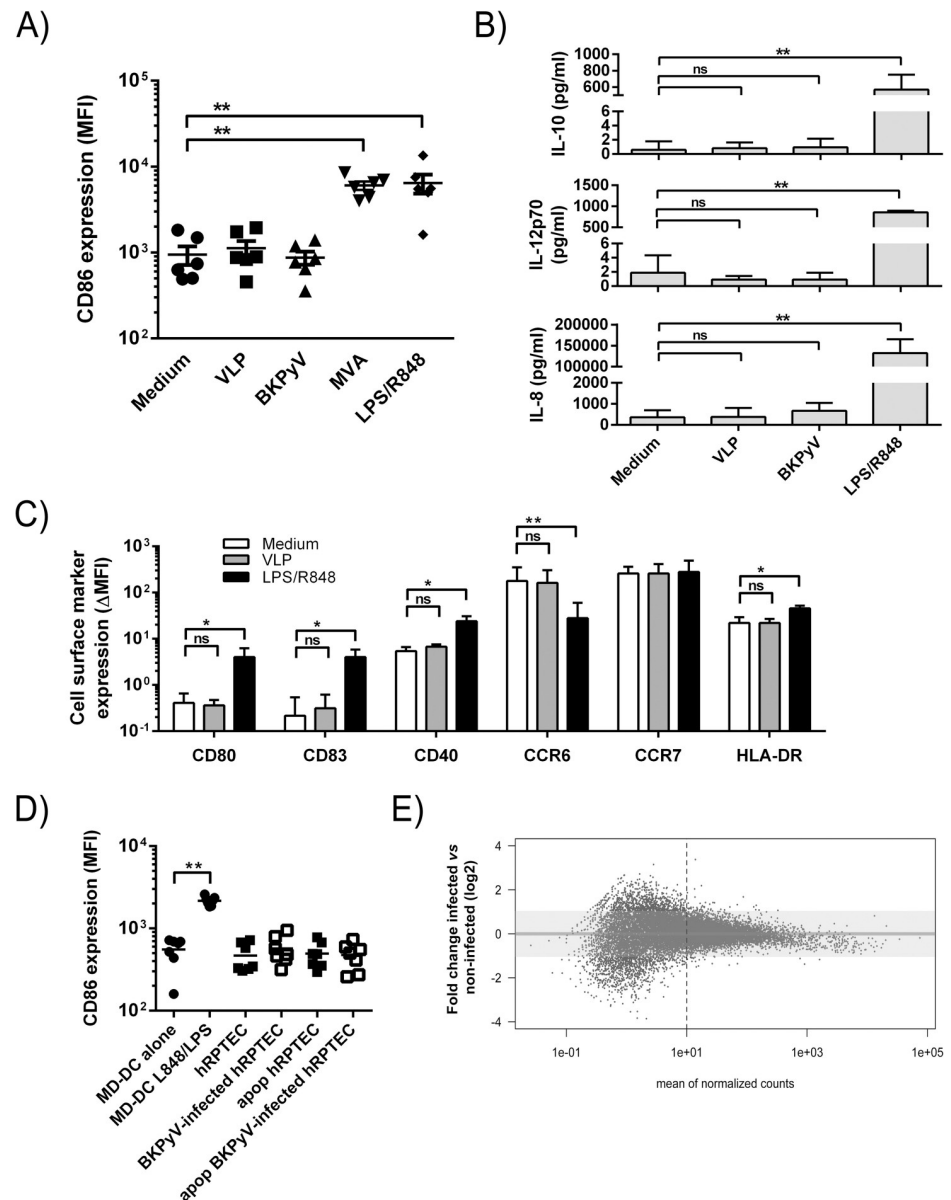 A)
CD86 expression (MFI)
10^5
10^4
10^3
10^2
**
**
Medium
VLP
BKPyV
MVA
LPS/R848
B)
IL-10 (pg/ml)
1000
800
600
6
4
2
0
**
ns
IL-12p70
(pg/ml)
1500
1000
500
6
4
2
0
**
ns
IL-8 (pg/ml)
200000
150000
100000
2000
1000
0
**
ns
Medium
VLP
BKPyV
LPS/R848
C)
Cell surface marker
expression (ΔMFI)
10^3
10^2
10^1
10^0
10^-1
Medium
VLP
LPS/R848
*
ns
*
ns
*
ns
**
ns
*
ns
CD80
CD83
CD40
CCR6
CCR7
HLA-DR
D)
CD86 expression (MFI)
10^4
10^3
10^2
**
MD-DC alone
MD-DC L848/LPS
hRPTEC
BKPyV-infected hRPTEC
apop hRPTEC
apop BKPyV-infected hRPTEC
E)
Fold change infected vs
non-infected (log2)
4
2
0
-2
-4
1e-01
1e+01
1e+03
1e+05
mean of normalized counts